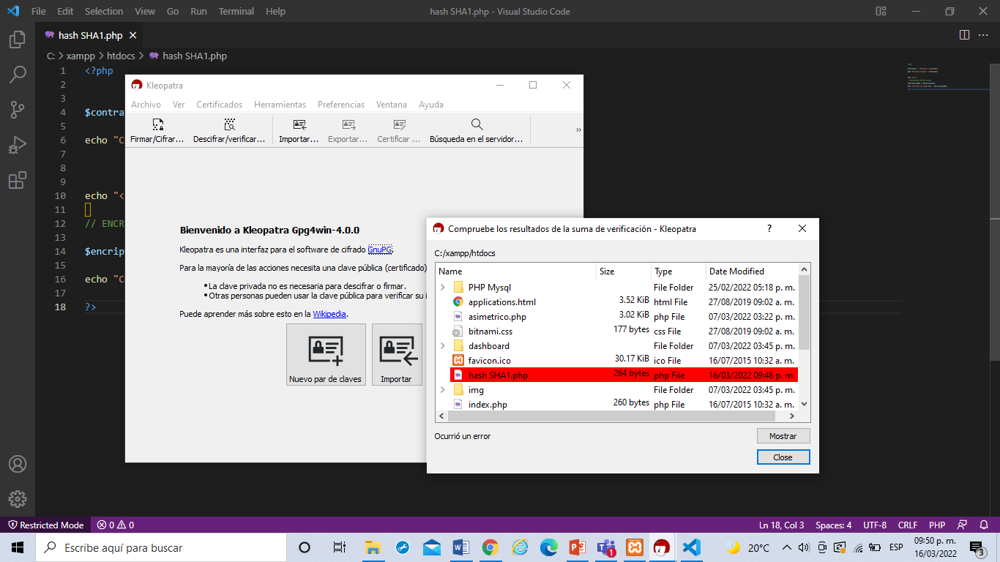 File Edit Selection View Go Run Terminal Help
hash SHA1.php - Visual Studio Code
hash SHA1.php
C: > xampp > htdocs > hash SHA1.php
1 <?php
2
3
4 $contra
5
6 echo "C
7
8
9
10 echo "<
11
12 // ENCR
13
14 $encrip
15
16 echo "C
17
18 ?>
Kleopatra
Archivo Ver Certificados Herramientas Preferencias Ventana Ayuda
Firmar/Cifrar... Descifrar/verificar... Importar... Exportar... Certificar ... Búsqueda en el servidor... »
Bienvenido a Kleopatra Gpg4win-4.0.0
Kleopatra es una interfaz para el software de cifrado GnuPG.
Para la mayoría de las acciones necesita una clave pública (certificado)
• La clave privada no es necesaria para descifrar o firmar.
• Otras personas pueden usar la clave pública para verificar su i
Puede aprender más sobre esto en la Wikipedia.
Nuevo par de claves
Importar
Compruebe los resultados de la suma de verificación - Kleopatra ?
C:/xampp/htdocs
Name Size Type Date Modified
PHP Mysql File Folder 25/02/2022 05:18 p. m.
applications.html 3.52 KiB html File 27/08/2019 09:02 a. m.
asimetrico.php 3.02 KiB php File 07/03/2022 03:22 p. m.
bitnami.css 177 bytes css File 27/08/2019 09:02 a. m.
dashboard File Folder 07/03/2022 03:45 p. m.
favicon.ico 30.17 KiB ico File 16/07/2015 10:32 a. m.
hash SHA1.php 264 bytes php File 16/03/2022 09:48 p. m.
img File Folder 07/03/2022 03:45 p. m.
index.php 260 bytes php File 16/07/2015 10:32 a. m.
Ocurrió un error
Mostrar
Close
Restricted Mode 0 0
Ln 18, Col 3 Spaces: 4 UTF-8 CRLF PHP
Escribe aquí para buscar
1
20°C
ESP
09:50 p. m.
16/03/2022
3